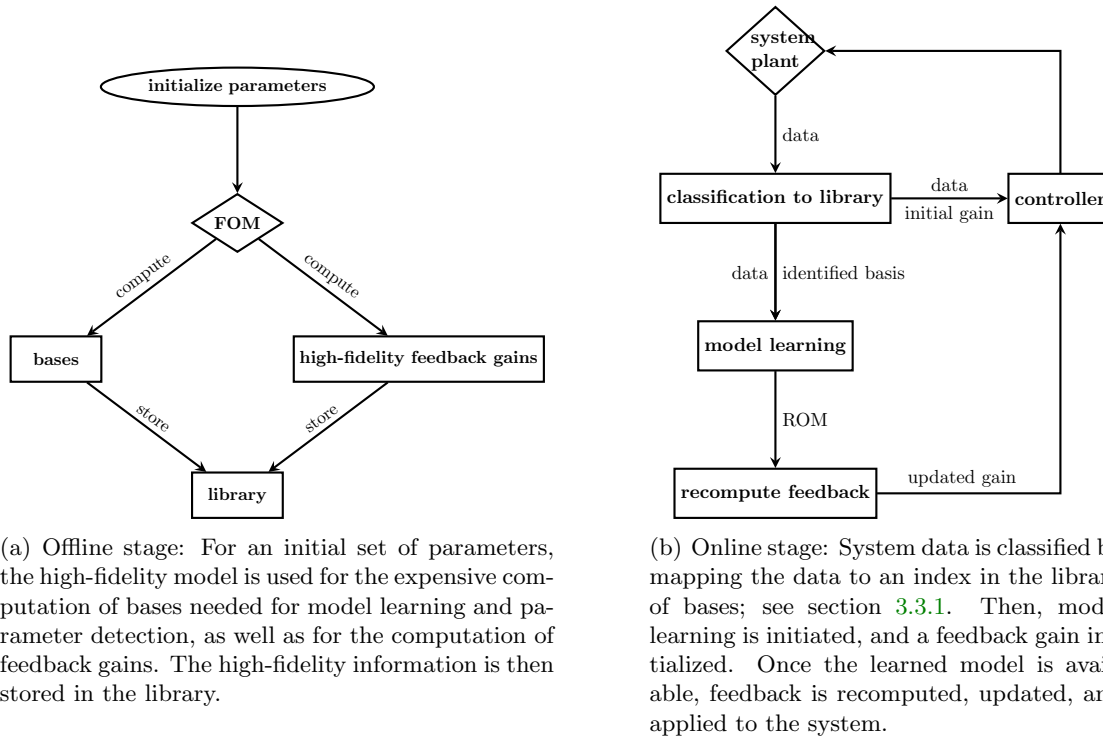 initialize parameters
FOM
compute
compute
bases
high-fidelity feedback gains
store
store
library
(a) Offline stage: For an initial set of parameters,
the high-fidelity model is used for the expensive com-
putation of bases needed for model learning and pa-
rameter detection, as well as for the computation of
feedback gains. The high-fidelity information is then
stored in the library.
system
plant
data
classification to library
data
initial gain
controller
data
identified basis
model learning
ROM
recompute feedback
updated gain
(b) Online stage: System data is classified b
mapping the data to an index in the librar
of bases; see section 3.3.1. Then, mod
learning is initiated, and a feedback gain in
tialized. Once the learned model is avai
able, feedback is recomputed, updated, an
applied to the system.